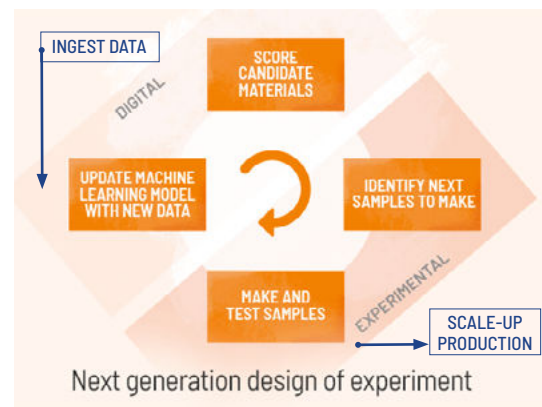 INGEST DATA
SCORE
CANDIDATE
MATERIALS
DIGITAL
UPDATE MACHINE
LEARNING MODEL
WITH NEW DATA
IDENTIFY NEXT
SAMPLES TO MAKE
MAKE AND
TEST SAMPLES
EXPERIMENTAL
SCALE-UP
PRODUCTION
Next generation design of experiment